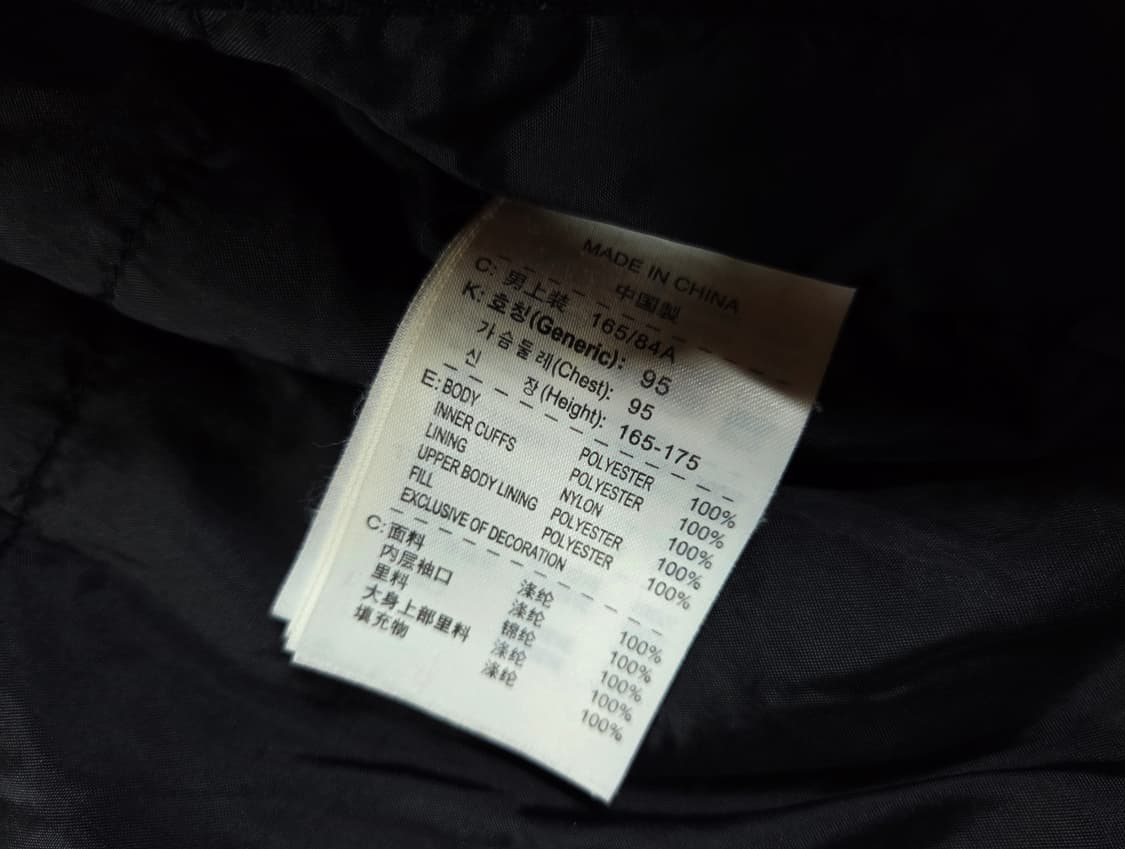 MADE IN CHINA
中国製
C: 男上装 165/84A
K: 호칭(Generic): 95
가슴둘레(Chest): 95
신 장(Height): 165-175
E: BODY POLYESTER 100%
INNER CUFFS POLYESTER 100%
LINING NYLON 100%
UPPER BODY LINING POLYESTER 100%
FILL POLYESTER 100%
EXCLUSIVE OF DECORATION
C: 面料 涤纶 100%
内层袖口 涤纶 100%
里料 锦纶 100%
大身上部里料 涤纶 100%
填充物 涤纶 100%